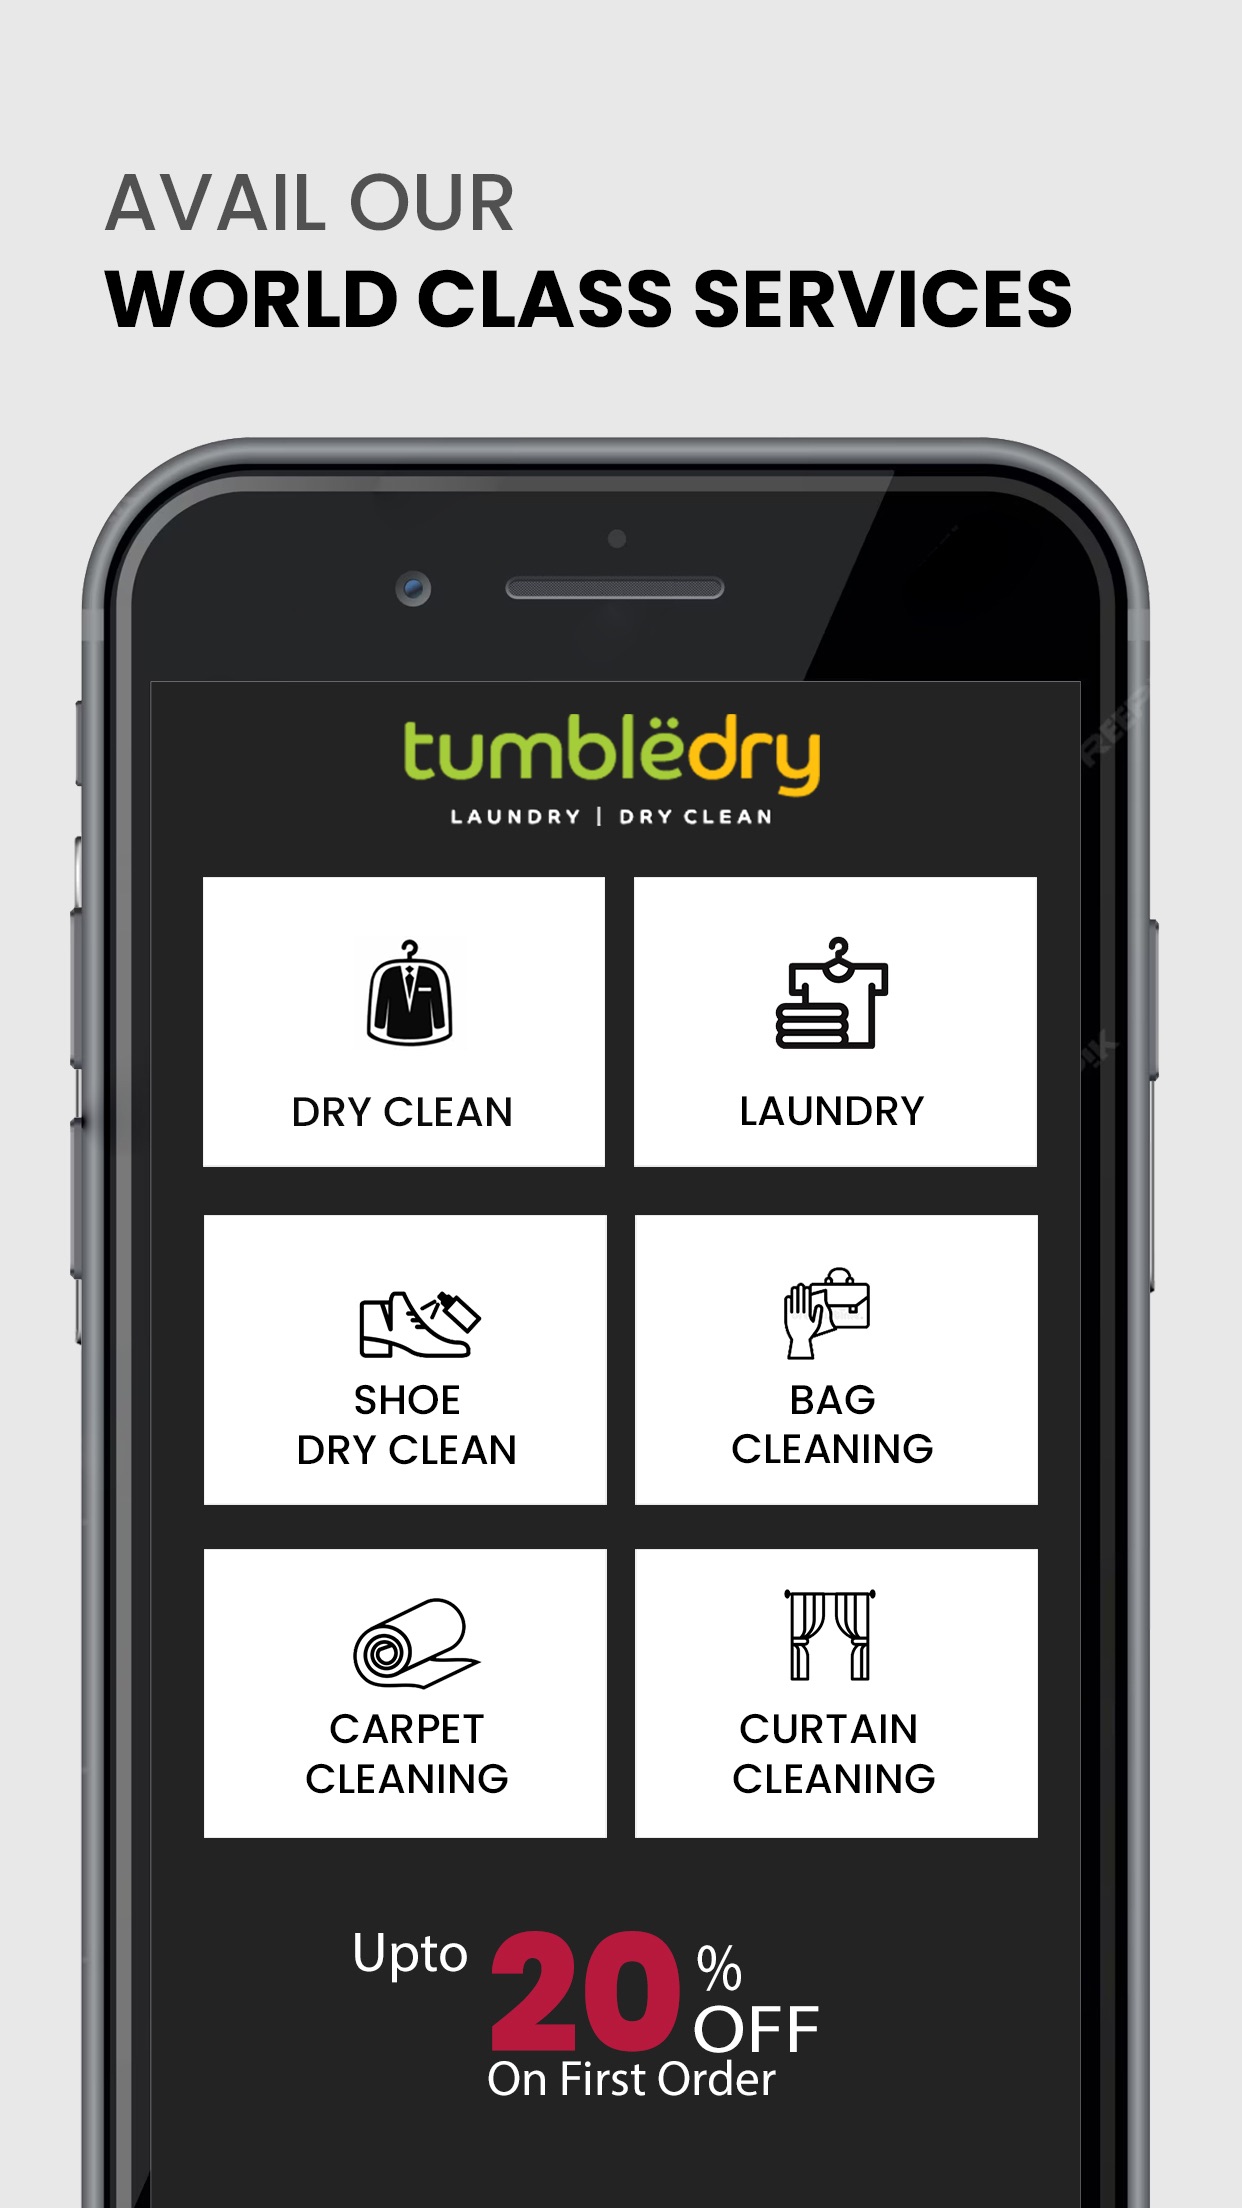 AVAIL OUR
WORLD CLASS SERVICES
tumblëdry
LAUNDRY | DRY CLEAN
DRY CLEAN
LAUNDRY
SHOE
DRY CLEAN
BAG
CLEANING
CARPET
CLEANING
CURTAIN
CLEANING
Upto 20 %
OFF
On First Order